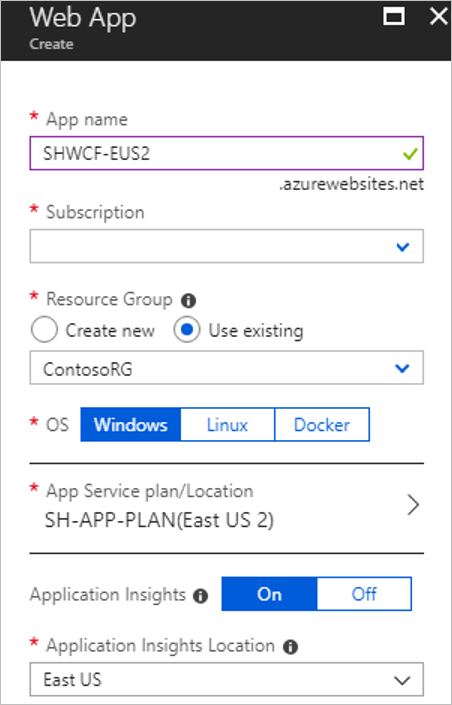 Web App
Create
* App name
SHWCF-EUS2
.azurewebsites.net
* Subscription
* Resource Group
Create new Use existing
ContosoRG
* OS Windows Linux Docker
* App Service plan/Location
SH-APP-PLAN(East US 2)
Application Insights On Off
* Application Insights Location
East US